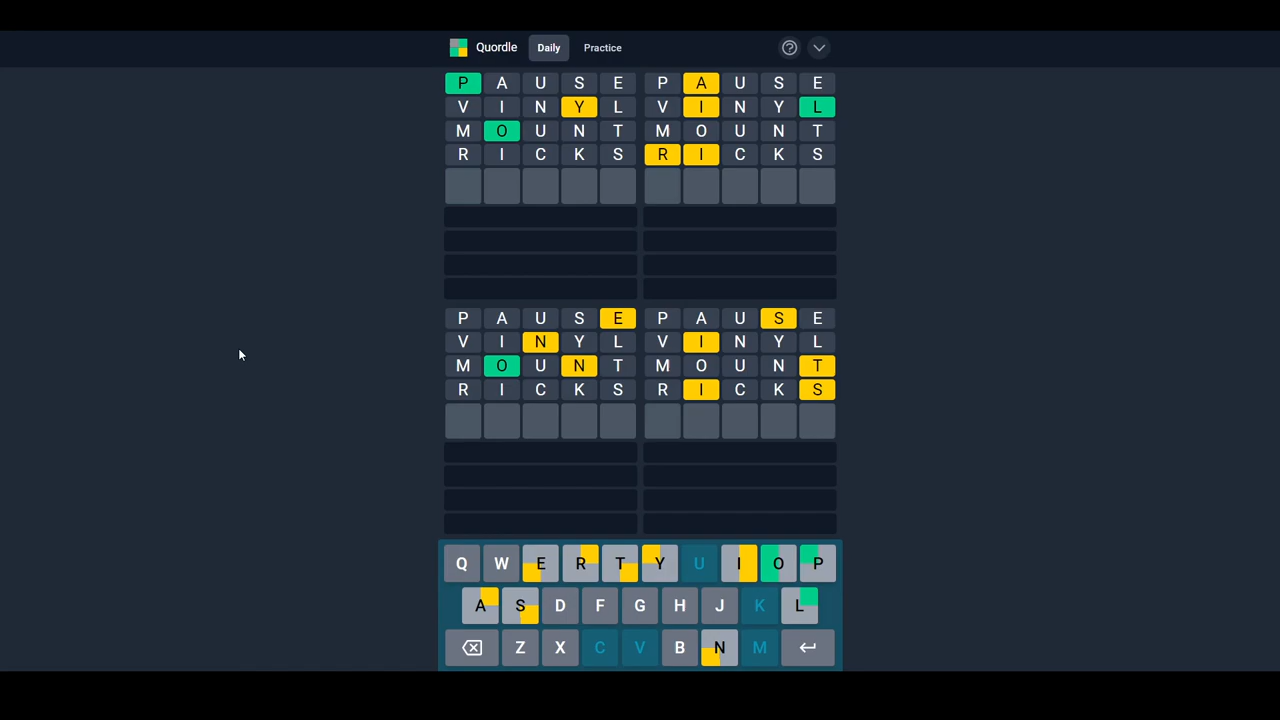 Quordle Daily Practice
P A U S E P A U S E
V I N Y L V I N Y L
M O U N T M O U N T
R I C K S R I C K S
P A U S E P A U S E
V I N Y L V I N Y L
M O U N T M O U N T
R I C K S R I C K S
Q W E R T Y U I O P
A S D F G H J K L
Z X C V B N M